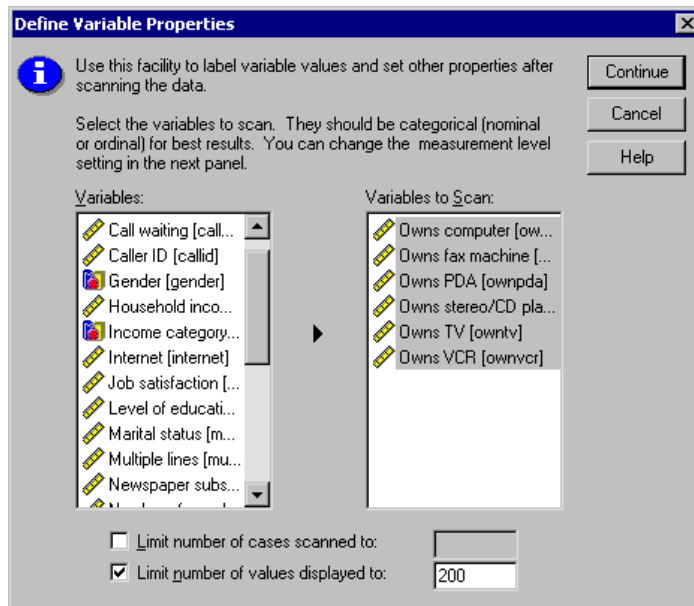 Define Variable Properties
Use this facility to label variable values and set other properties after
scanning the data.
Select the variables to scan. They should be categorical (nominal
or ordinal) for best results. You can change the measurement level
setting in the next panel.
Continue
Cancel
Help
Variables:
Call waiting [call...
Caller ID [callid]
Gender [gender]
Household inco...
Income category...
Internet [internet]
Job satisfaction [...
Level of educati...
Marital status [m...
Multiple lines [mu...
Newspaper subs...
Variables to Scan:
Owns computer [ow...
Owns fax machine [...
Owns PDA [ownpda]
Owns stereo/CD pla...
Owns TV [owntv]
Owns VCR [ownvcr]
Limit number of cases scanned to:
Limit number of values displayed to: 200